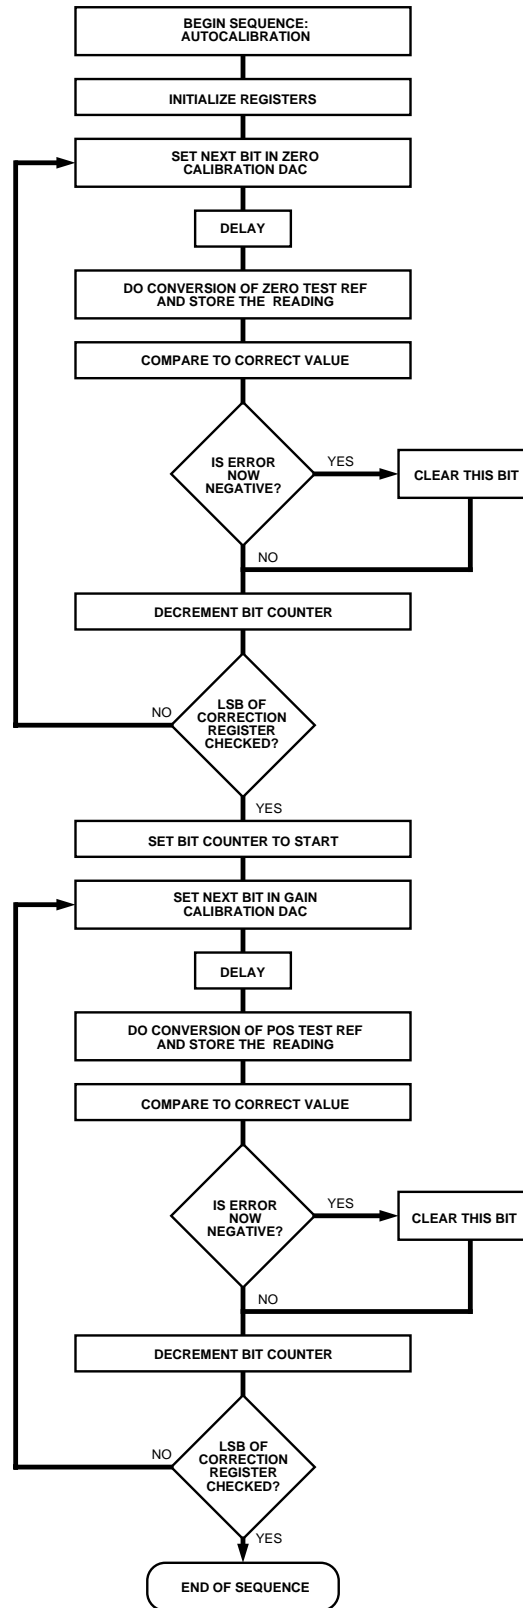 BEGIN SEQUENCE:
AUTOCALIBRATION
INITIALIZE REGISTERS
SET NEXT BIT IN ZERO
CALIBRATION DAC
DELAY
DO CONVERSION OF ZERO TEST REF
AND STORE THE READING
COMPARE TO CORRECT VALUE
IS ERROR
NOW
NEGATIVE?
YES
CLEAR THIS BIT
NO
DECREMENT BIT COUNTER
LSB OF
CORRECTION
REGISTER
CHECKED?
NO
YES
SET BIT COUNTER TO START
SET NEXT BIT IN GAIN
CALIBRATION DAC
DELAY
DO CONVERSION OF POS TEST REF
AND STORE THE READING
COMPARE TO CORRECT VALUE
IS ERROR
NOW
NEGATIVE?
YES
CLEAR THIS BIT
NO
DECREMENT BIT COUNTER
LSB OF
CORRECTION
REGISTER
CHECKED?
NO
YES
END OF SEQUENCE